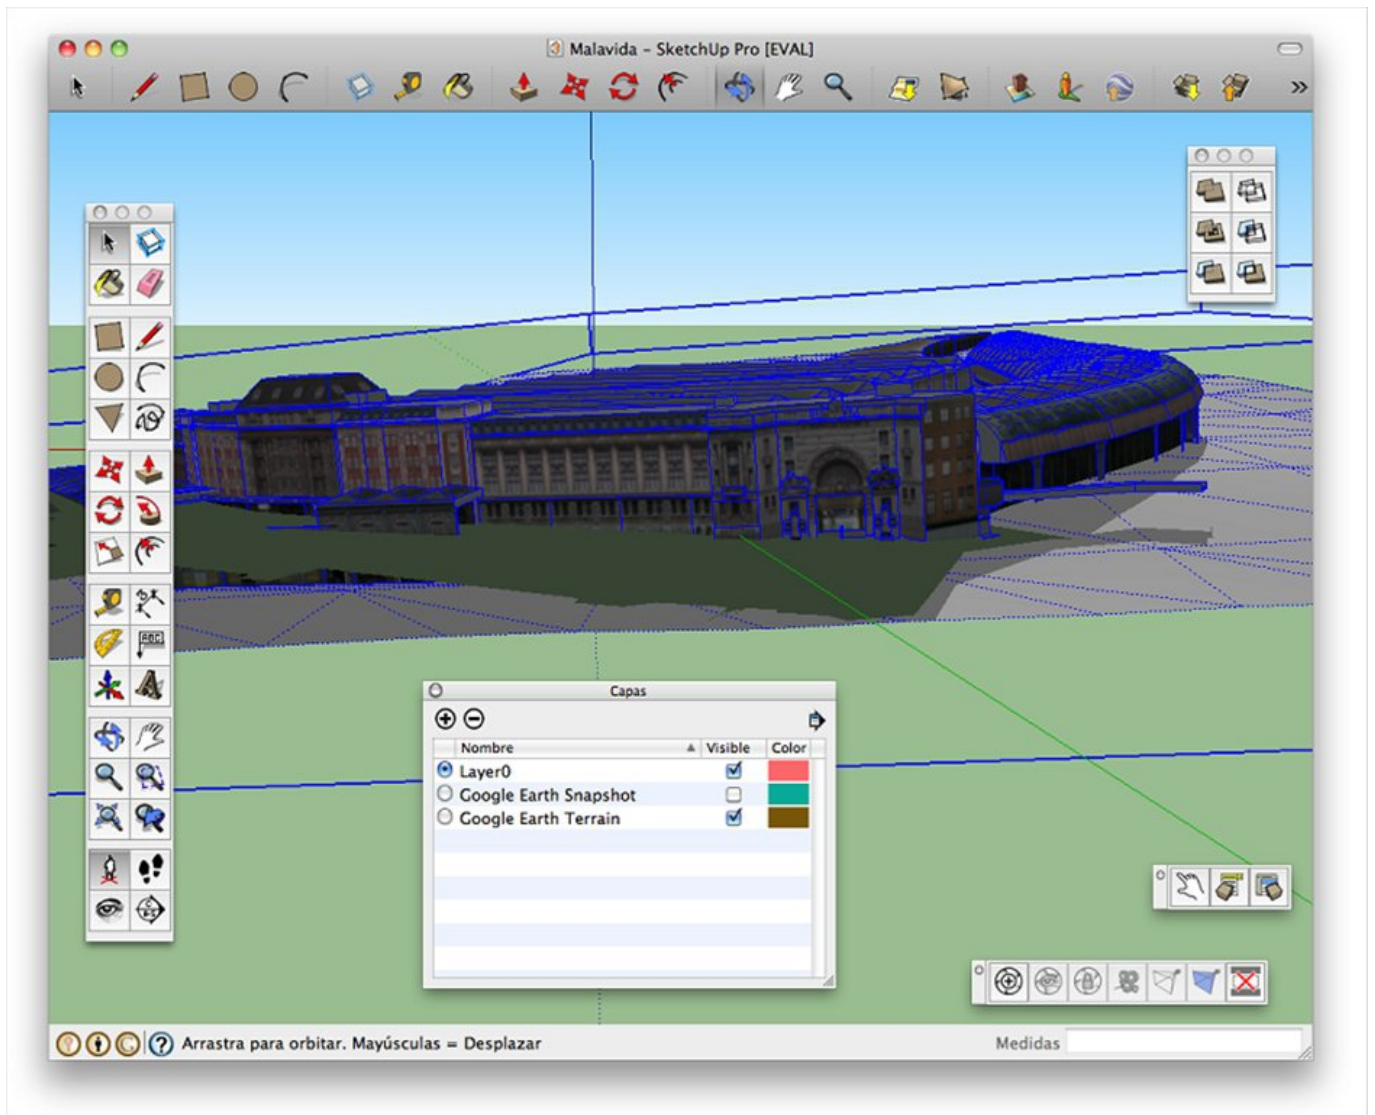 Malavida – SketchUp Pro [EVAL]
ABC
Capas
Nombre Visible Color
Layer0
Google Earth Snapshot
Google Earth Terrain
Arrastra para orbitar. Mayúsculas = Desplazar
Medidas